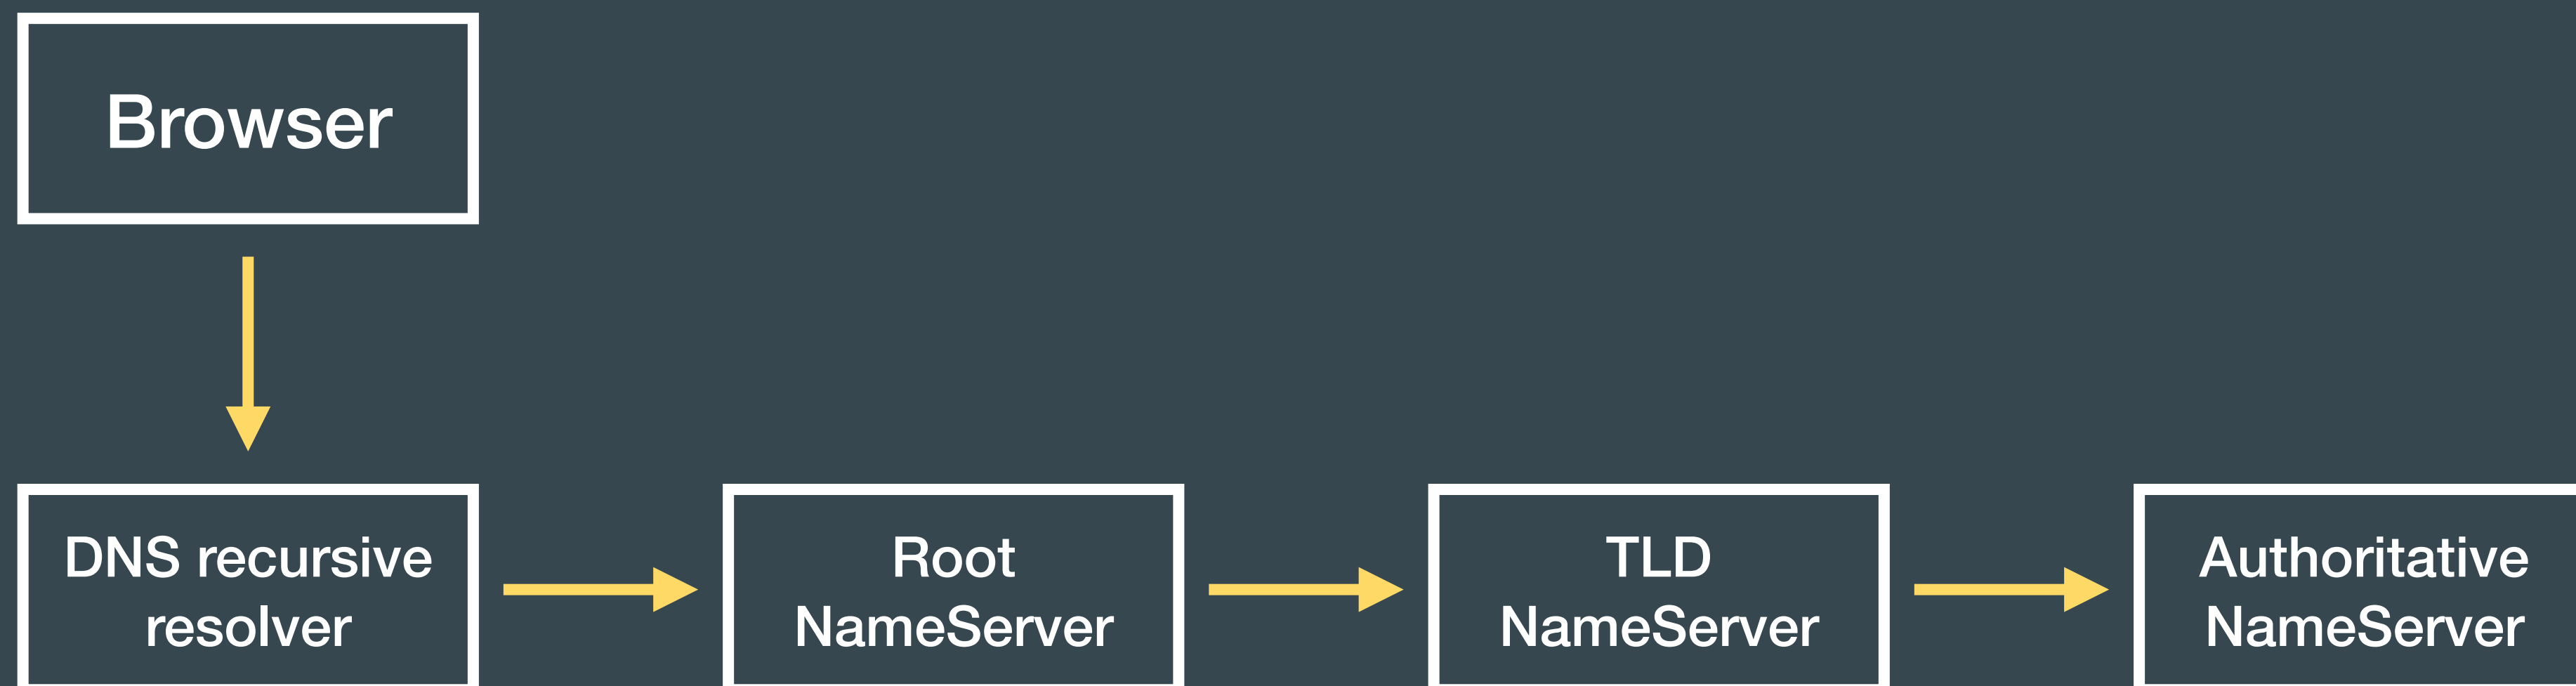 Browser
DNS recursive
resolver
Root
NameServer
TLD
NameServer
Authoritative
NameServer